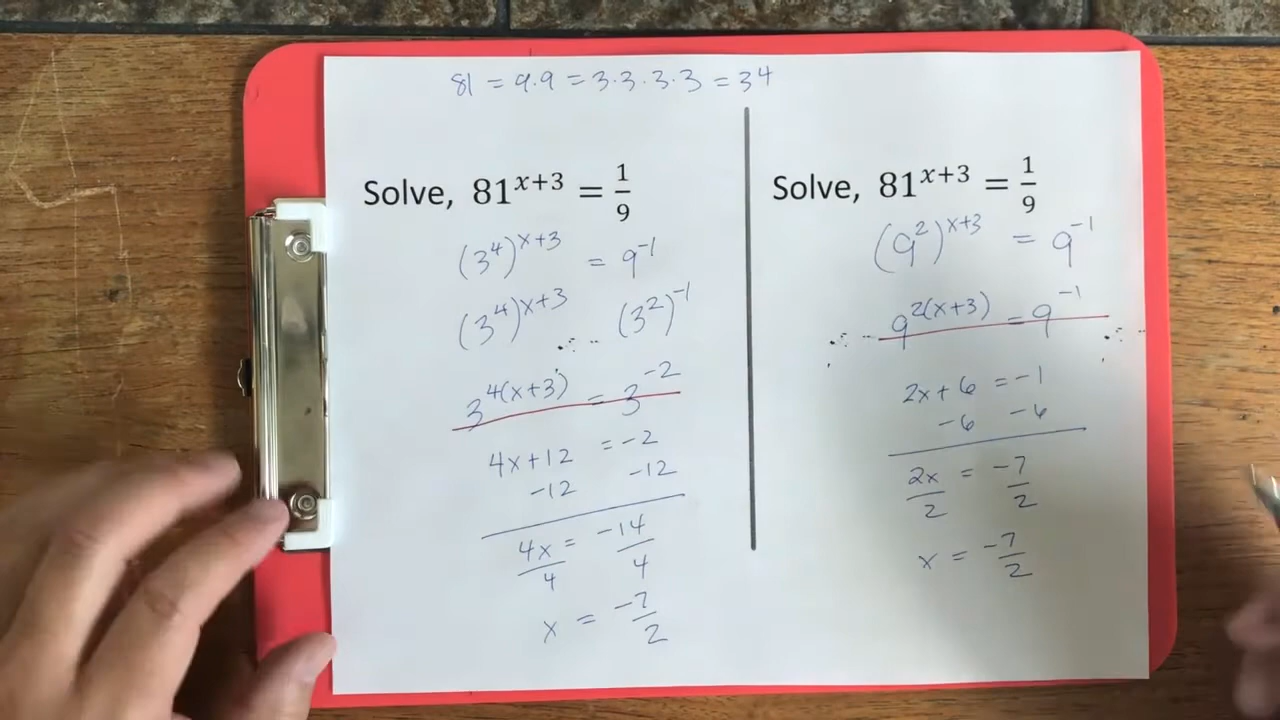 81 = 9·9 = 3·3·3·3 = 3⁴
Solve, 81^(x+3) = 1/9
(3⁴)^(x+3) = 9⁻¹
(3⁴)^(x+3) (3²)⁻¹
3^(4(x+3)) = 3⁻²
4x+12 = -2
-12 -12
4x/4 = -14/4
x = -7/2
Solve, 81^(x+3) = 1/9
(9²)^(x+3) = 9⁻¹
9^(2(x+3)) = 9⁻¹
2x+6 = -1
-6 -6
2x/2 = -7/2
x = -7/2